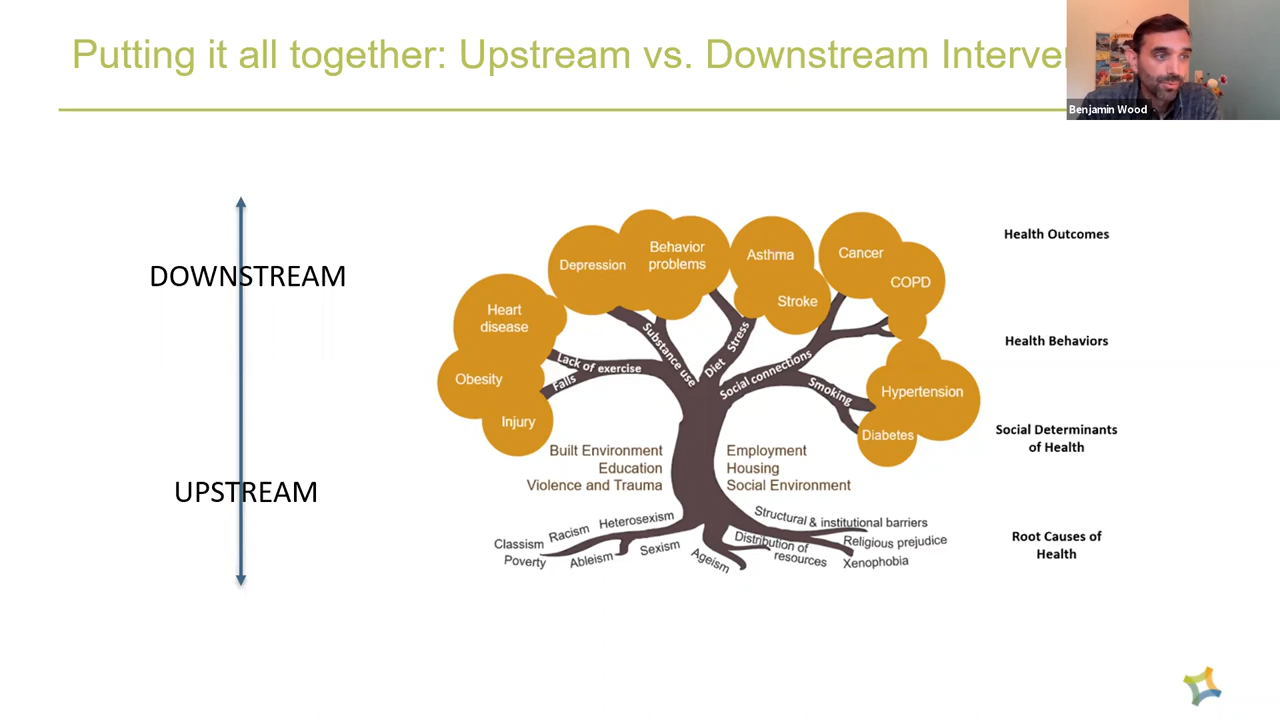 Putting it all together: Upstream vs. Downstream Interve
Benjamin Wood
DOWNSTREAM
UPSTREAM
Heart
disease
Obesity
Injury
Depression
Behavior
problems
Asthma
Stroke
Cancer
COPD
Hypertension
Diabetes
Lack of exercise
Falls
Substance use
Diet
Stress
Social connections
Smoking
Built Environment
Education
Violence and Trauma
Employment
Housing
Social Environment
Classism
Racism
Heterosexism
Poverty
Ableism
Sexism
Ageism
Structural & institutional barriers
Distribution of
resources
Religious prejudice
Xenophobia
Health Outcomes
Health Behaviors
Social Determinants
of Health
Root Causes of
Health